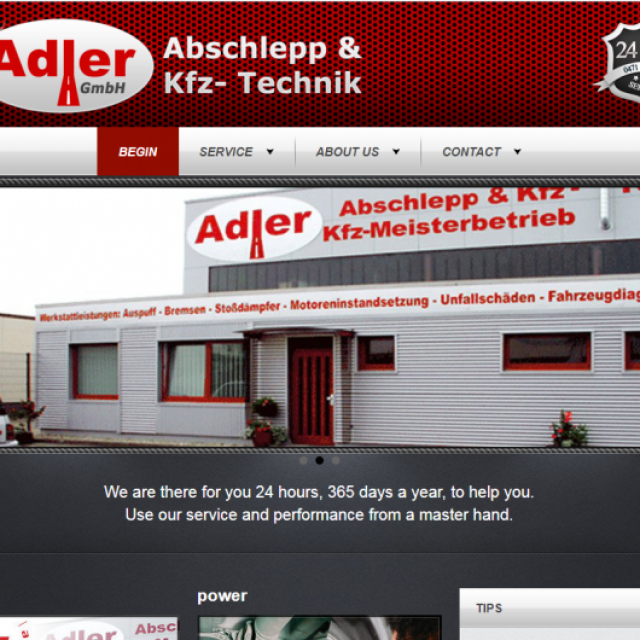 Adler
GmbH
Abschlepp &
Kfz- Technik
24
0471
BEGIN
SERVICE
ABOUT US
CONTACT
Adler
Abschlepp & Kfz -
Kfz-Meisterbetrieb
Werkstattleistungen: Auspuff - Bremsen - Stoßdämpfer - Motoreninstandsetzung - Unfallschäden - Fahrzeugdiag
We are there for you 24 hours, 365 days a year, to help you.
Use our service and performance from a master hand.
power
TIPS
Adler
Absc